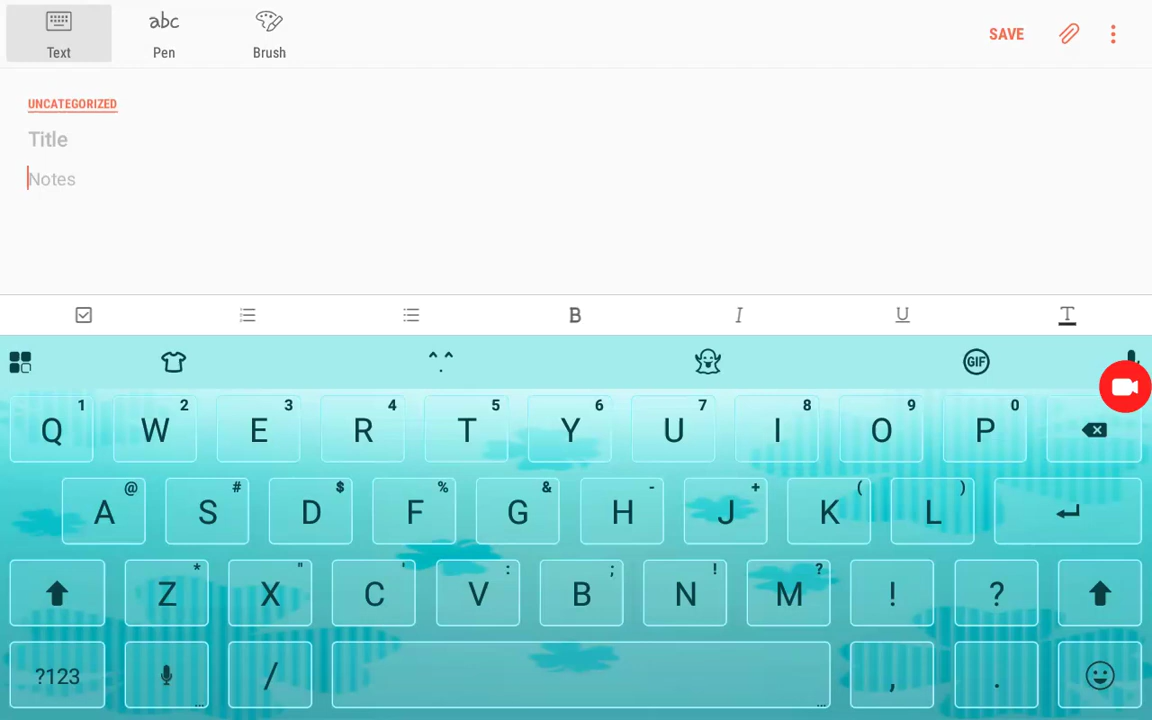 Text
abc
Pen
Brush
SAVE
UNCATEGORIZED
Title
Notes
B
I
U
T
GIF
Q 1 W 2 E 3 R 4 T 5 Y 6 U 7 I 8 O 9 P 0
A @ S # D $ F % G & H - J + K ( L )
Z * X " C ' V : B ; N ! M ? ! ?
?123 / , .